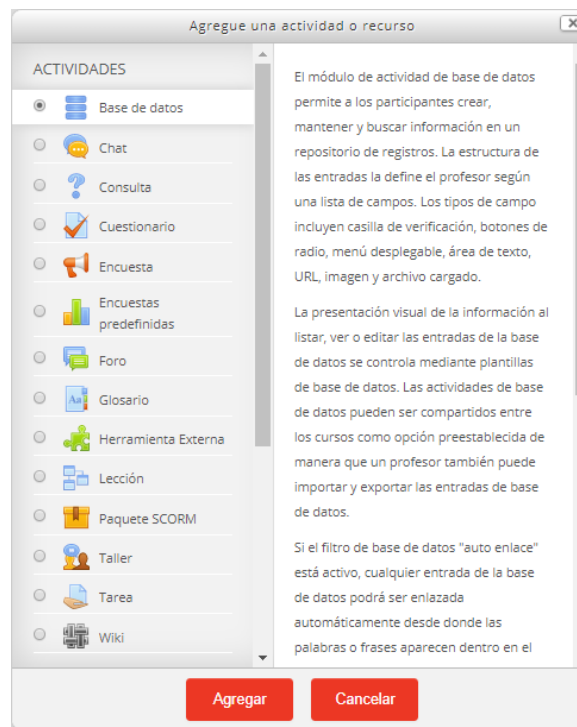 Agregue una actividad o recurso
ACTIVIDADES
Base de datos
Chat
Consulta
Cuestionario
Encuesta
Encuestas
predefinidas
Foro
Glosario
Herramienta Externa
Lección
Paquete SCORM
Taller
Tarea
Wiki
El módulo de actividad de base de datos
permite a los participantes crear,
mantener y buscar información en un
repositorio de registros. La estructura de
las entradas la define el profesor según
una lista de campos. Los tipos de campo
incluyen casilla de verificación, botones de
radio, menú desplegable, área de texto,
URL, imagen y archivo cargado.
La presentación visual de la información al
listar, ver o editar las entradas de la base
de datos se controla mediante plantillas
de base de datos. Las actividades de base
de datos pueden ser compartidos entre
los cursos como opción preestablecida de
manera que un profesor también puede
importar y exportar las entradas de base
de datos.
Si el filtro de base de datos "auto enlace"
está activo, cualquier entrada de la base
de datos podrá ser enlazada
automáticamente desde donde las
palabras o frases aparecen dentro en el
Agregar
Cancelar